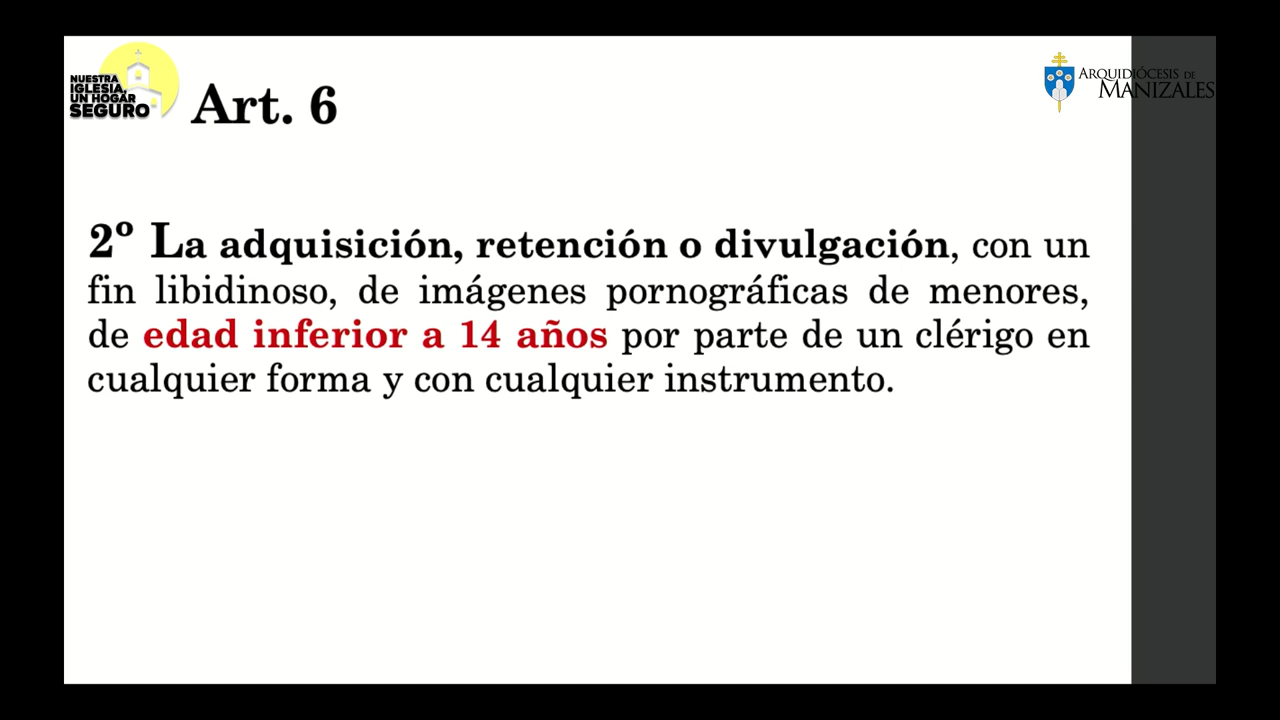 NUESTRA
IGLESIA,
UN HOGAR
SEGURO
Art. 6
ARQUIDIÓCESIS DE
MANIZALES
2º La adquisición, retención o divulgación, con un
fin libidinoso, de imágenes pornográficas de menores,
de edad inferior a 14 años por parte de un clérigo en
cualquier forma y con cualquier instrumento.